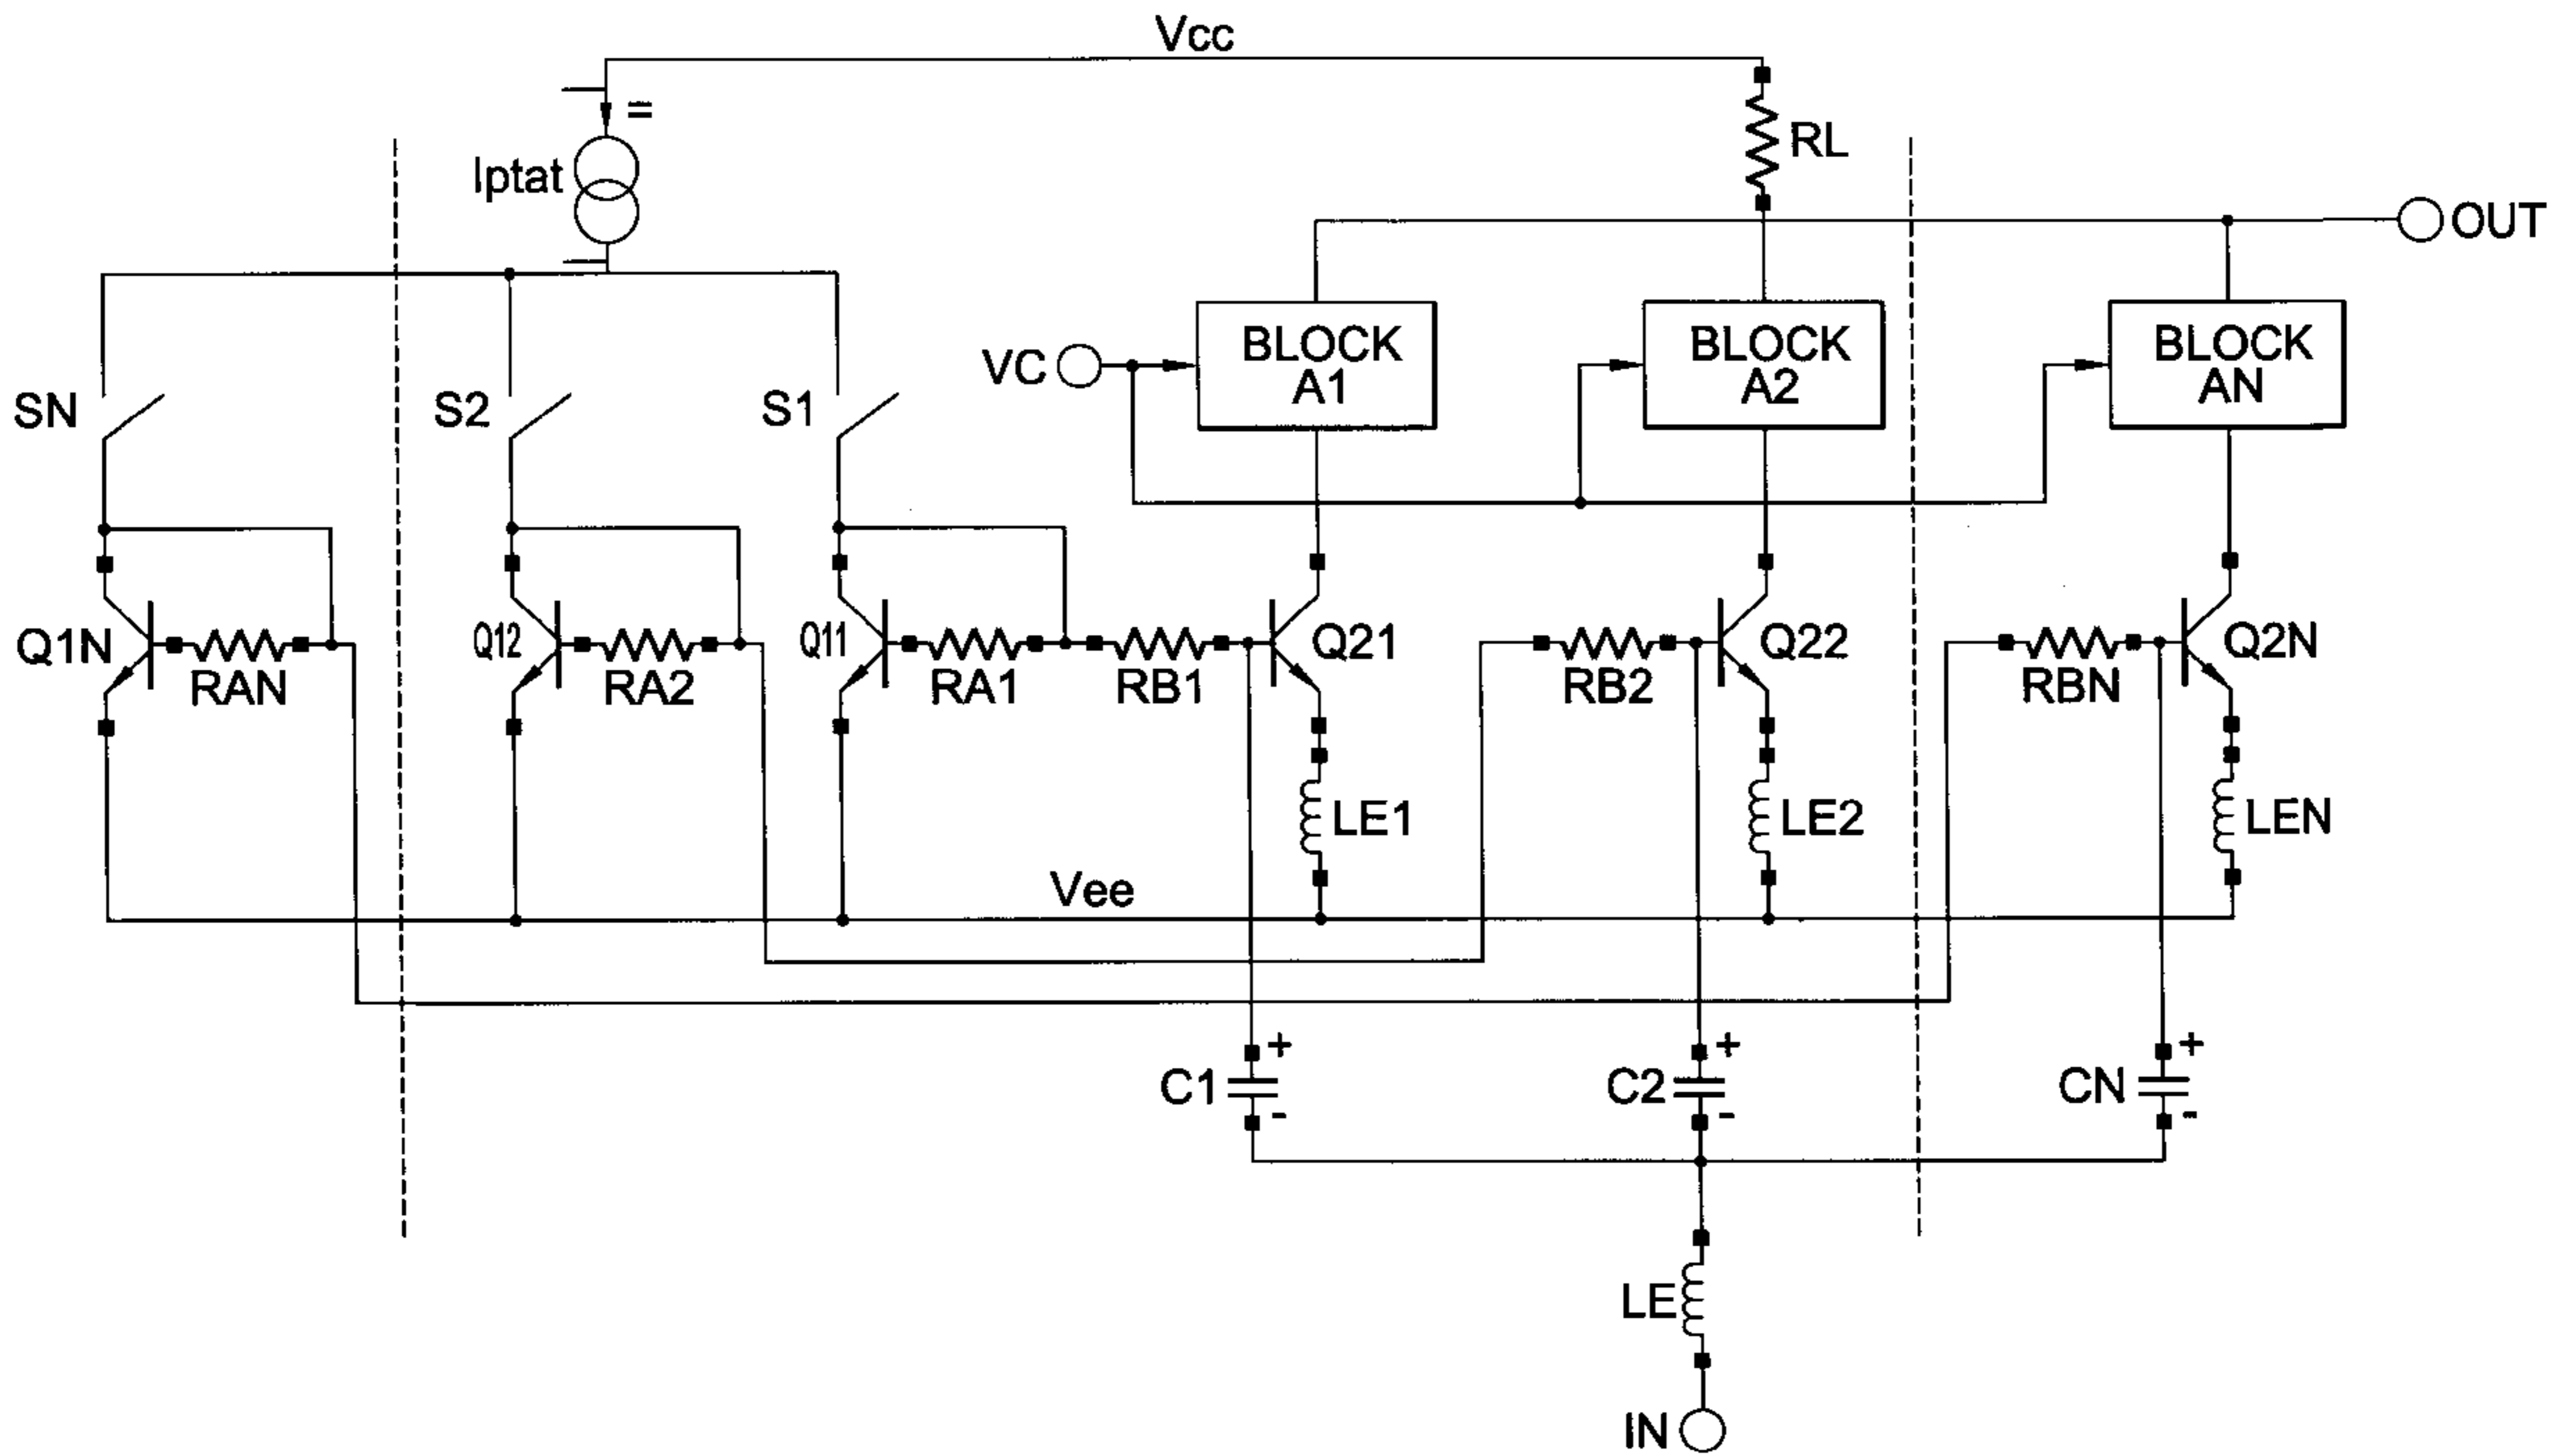 Vcc
=
Iptat
RL
OUT
VC
BLOCK
A1
BLOCK
A2
BLOCK
AN
SN
S2
S1
Q1N
RAN
Q12
RA2
Q11
RA1
RB1
Q21
RB2
Q22
RBN
Q2N
LE1
LE2
LEN
Vee
+
C1
-
+
C2
-
+
CN
-
LE
IN